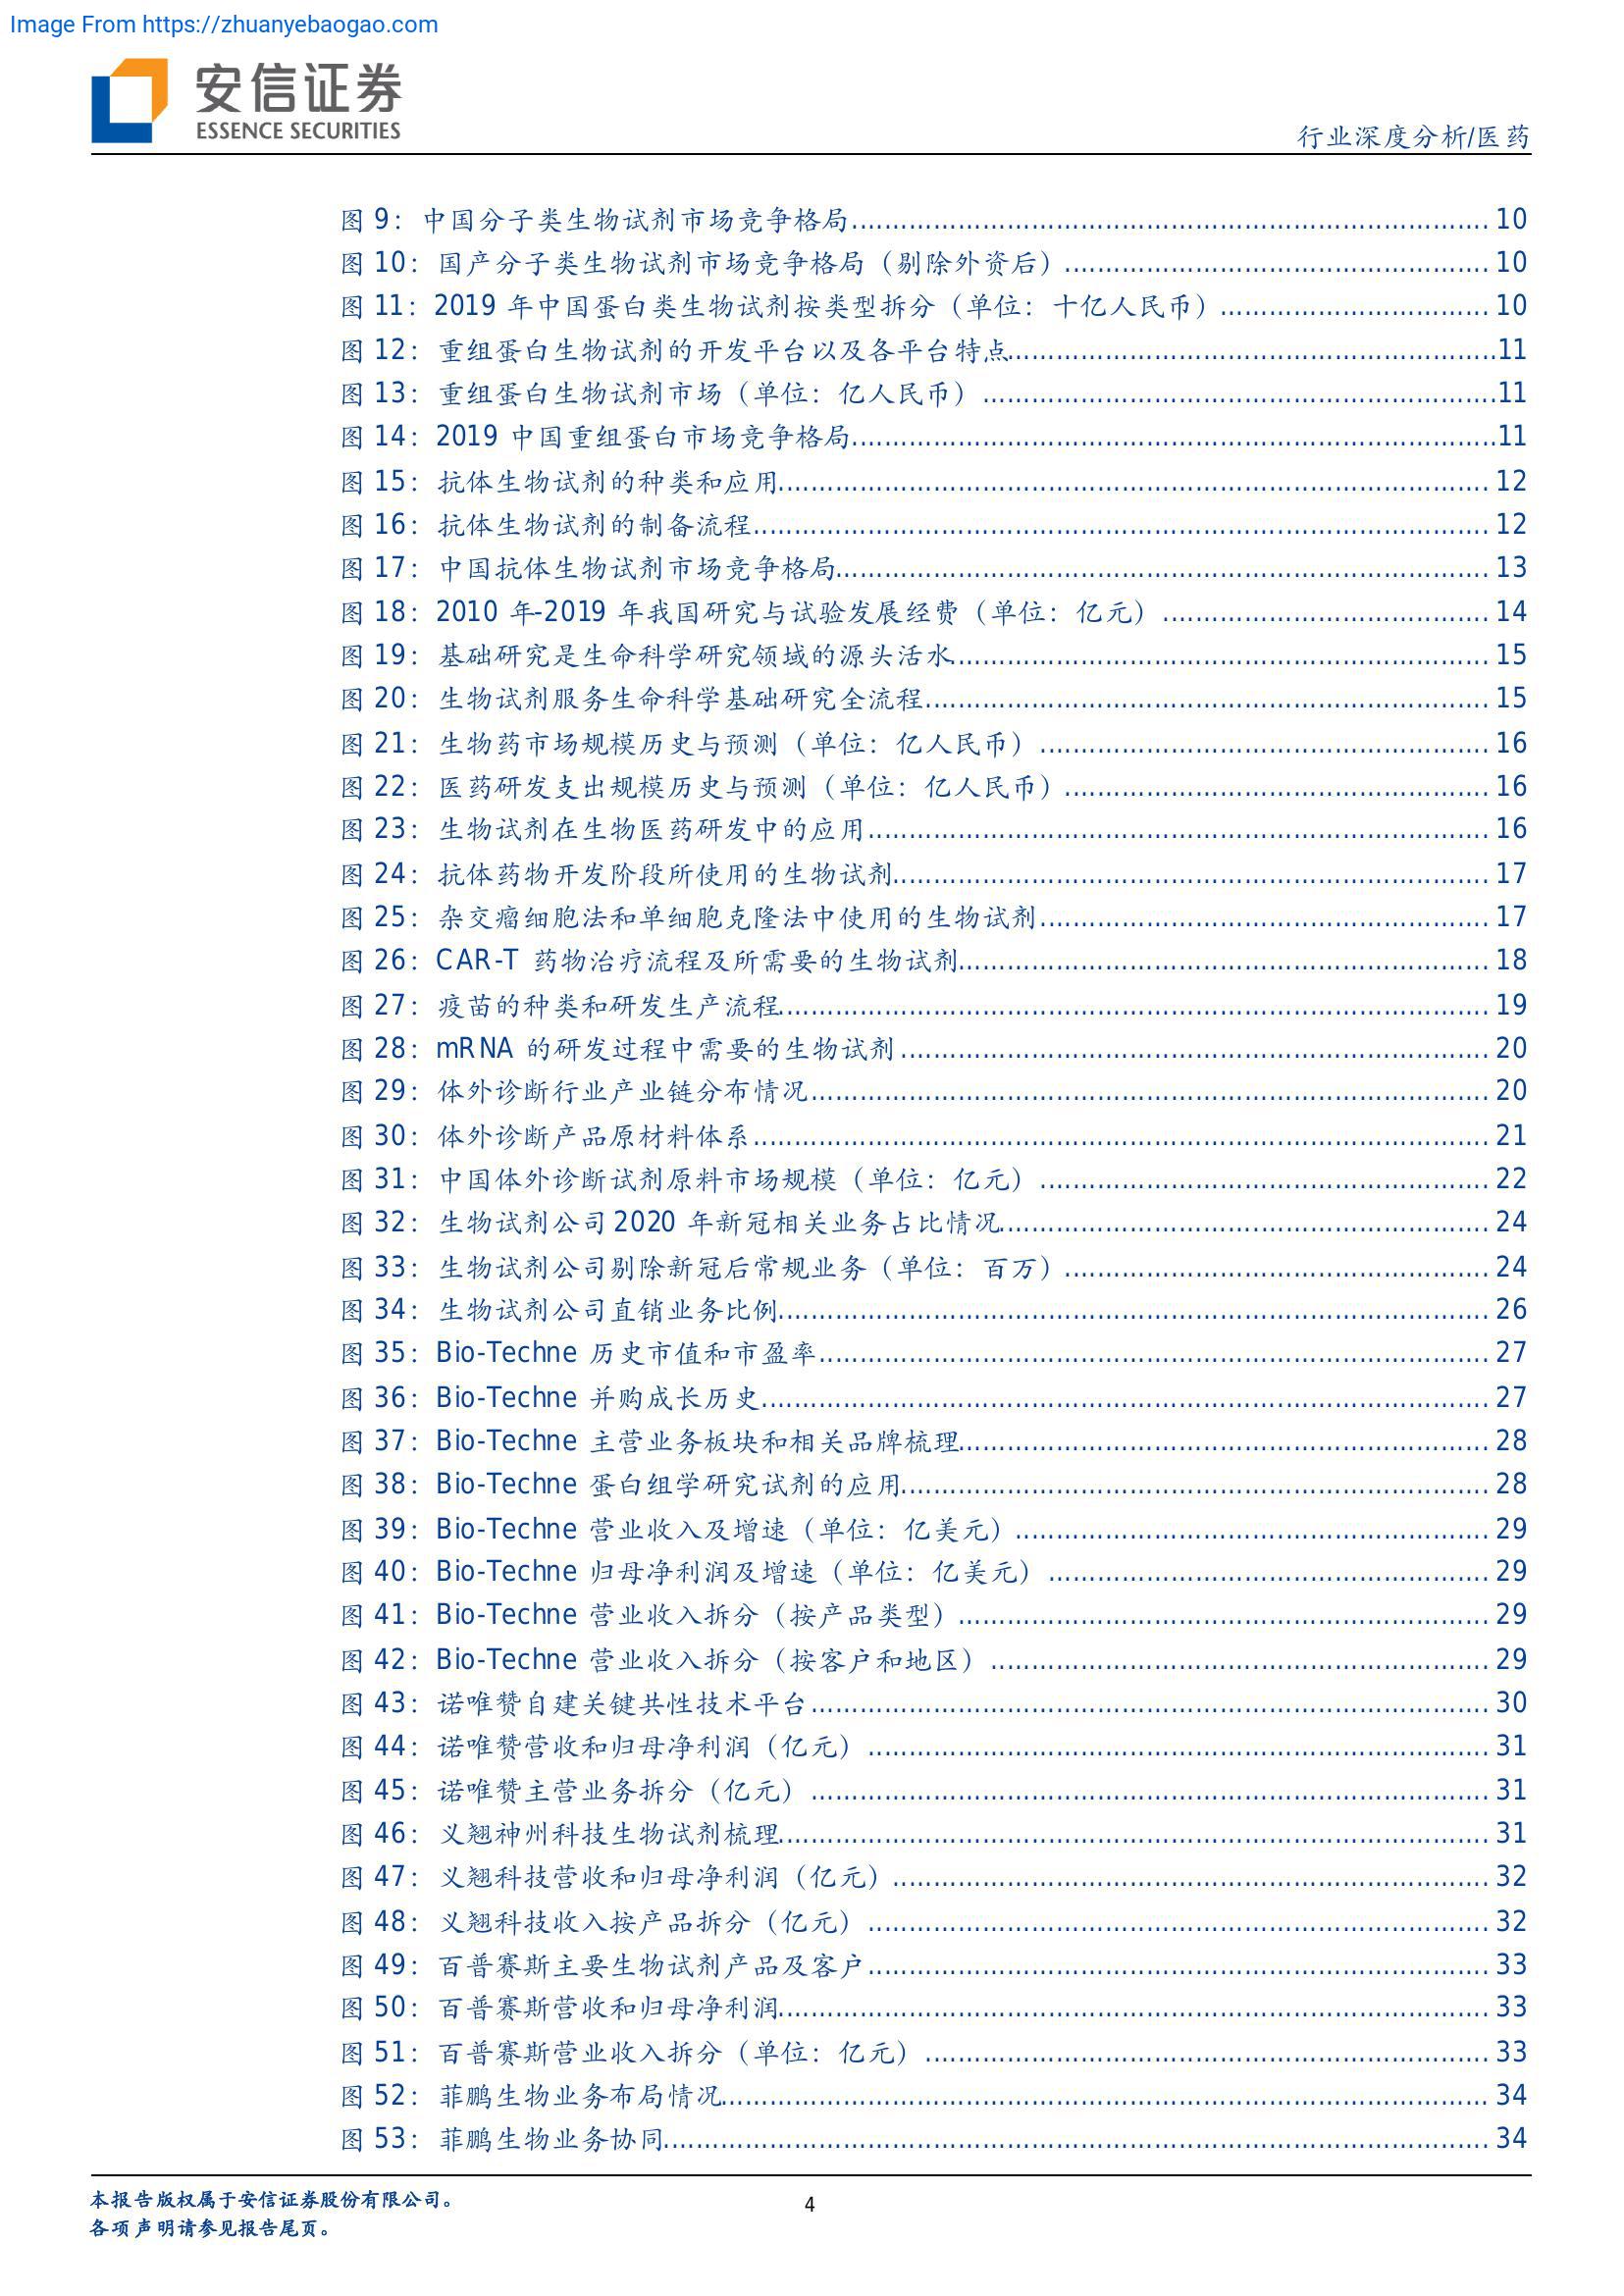 Image From https://zhuanyebaogao.com
安信证券
ESSENCE SECURITIES
行业深度分析/医药
图 9：中国分子类生物试剂市场竞争格局 10
图 10：国产分子类生物试剂市场竞争格局（剔除外资后） 10
图 11：2019 年中国蛋白类生物试剂按类型拆分（单位：十亿人民币） 10
图 12：重组蛋白生物试剂的开发平台以及各平台特点 11
图 13：重组蛋白生物试剂市场（单位：亿人民币） 11
图 14：2019 中国重组蛋白市场竞争格局 11
图 15：抗体生物试剂的种类和应用 12
图 16：抗体生物试剂的制备流程 12
图 17：中国抗体生物试剂市场竞争格局 13
图 18：2010 年-2019 年我国研究与试验发展经费（单位：亿元） 14
图 19：基础研究是生命科学研究领域的源头活水 15
图 20：生物试剂服务生命科学基础研究全流程 15
图 21：生物药市场规模历史与预测（单位：亿人民币） 16
图 22：医药研发支出规模历史与预测（单位：亿人民币） 16
图 23：生物试剂在生物医药研发中的应用 16
图 24：抗体药物开发阶段所使用的生物试剂 17
图 25：杂交瘤细胞法和单细胞克隆法中使用的生物试剂 17
图 26：CAR-T 药物治疗流程及所需要的生物试剂 18
图 27：疫苗的种类和研发生产流程 19
图 28：mRNA 的研发过程中需要的生物试剂 20
图 29：体外诊断行业产业链分布情况 20
图 30：体外诊断产品原材料体系 21
图 31：中国体外诊断试剂原料市场规模（单位：亿元） 22
图 32：生物试剂公司 2020 年新冠相关业务占比情况 24
图 33：生物试剂公司剔除新冠后常规业务（单位：百万） 24
图 34：生物试剂公司直销业务比例 26
图 35：Bio-Techne 历史市值和市盈率 27
图 36：Bio-Techne 并购成长历史 27
图 37：Bio-Techne 主营业务板块和相关品牌梳理 28
图 38：Bio-Techne 蛋白组学研究试剂的应用 28
图 39：Bio-Techne 营业收入及增速（单位：亿美元） 29
图 40：Bio-Techne 归母净利润及增速（单位：亿美元） 29
图 41：Bio-Techne 营业收入拆分（按产品类型） 29
图 42：Bio-Techne 营业收入拆分（按客户和地区） 29
图 43：诺唯赞自建关键共性技术平台 30
图 44：诺唯赞营收和归母净利润（亿元） 31
图 45：诺唯赞主营业务拆分（亿元） 31
图 46：义翘神州科技生物试剂梳理 31
图 47：义翘科技营收和归母净利润（亿元） 32
图 48：义翘科技收入按产品拆分（亿元） 32
图 49：百普赛斯主要生物试剂产品及客户 33
图 50：百普赛斯营收和归母净利润 33
图 51：百普赛斯营业收入拆分（单位：亿元） 33
图 52：菲鹏生物业务布局情况 34
图 53：菲鹏生物业务协同 34
本报告版权属于安信证券股份有限公司。
4
各项声明请参见报告尾页。